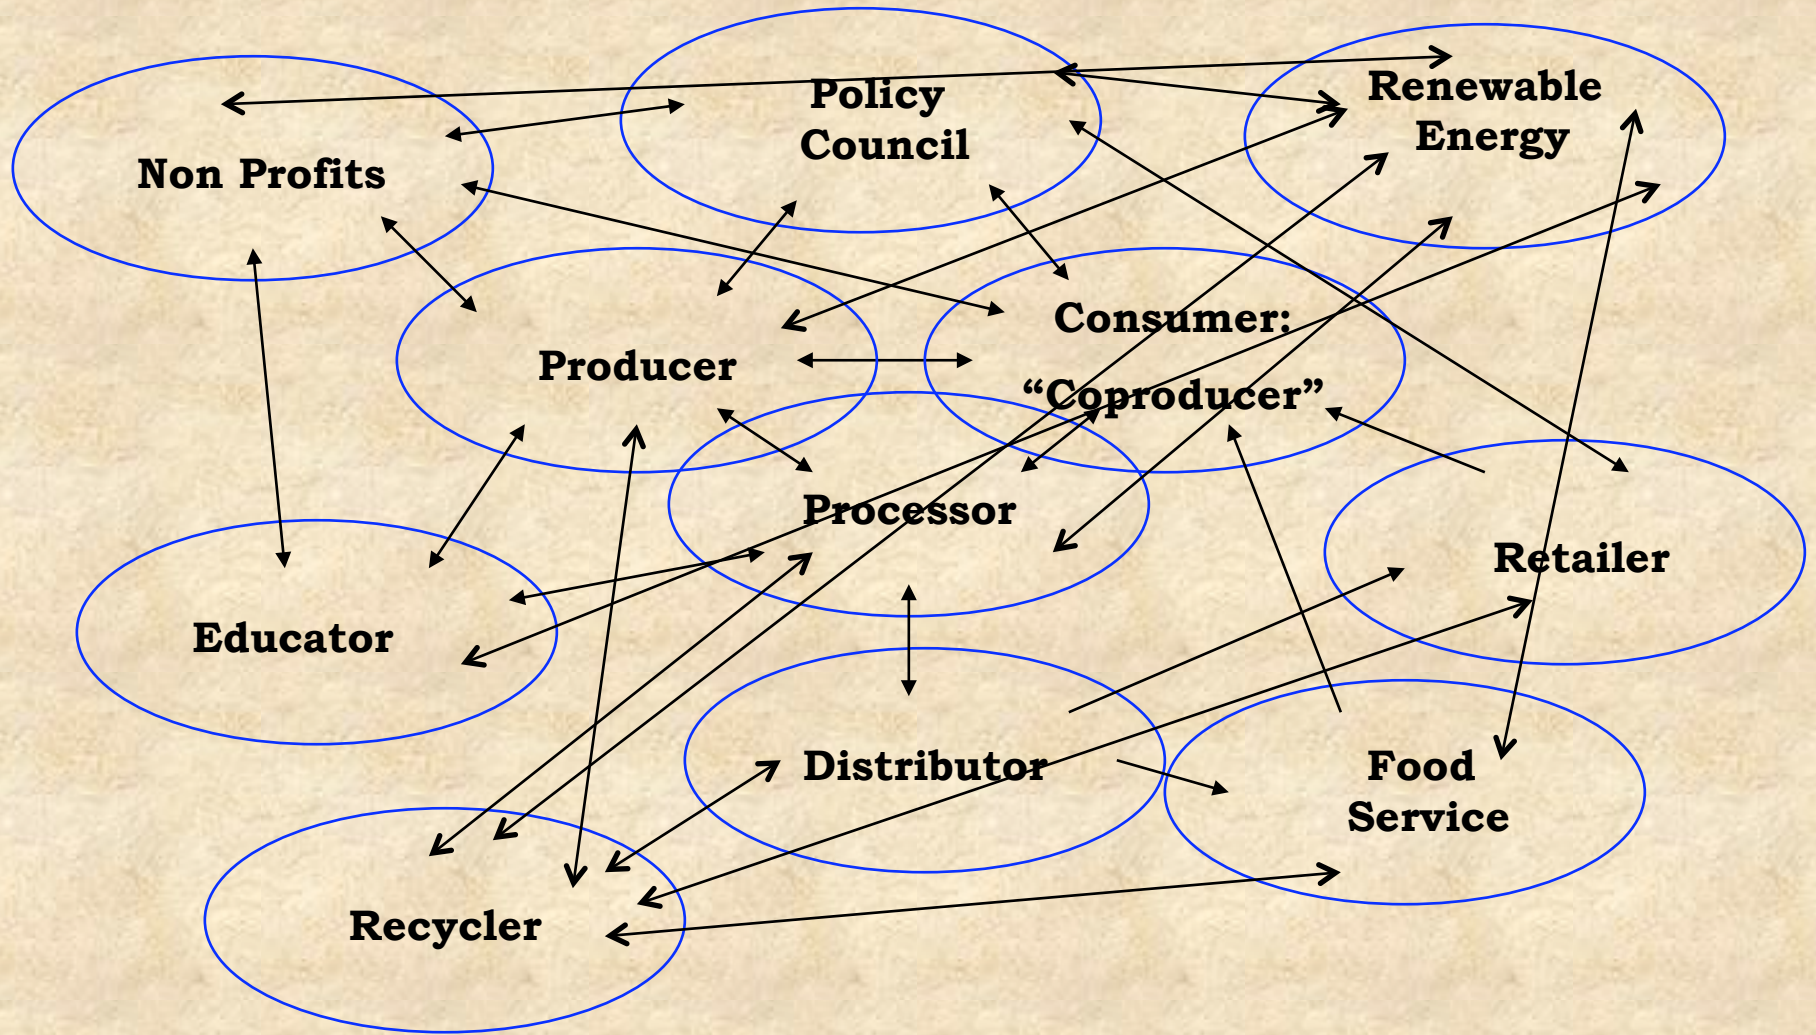 Policy
Council
Renewable
Energy
Non Profits
Consumer:
Producer
“Coproducer”
Processor
Retailer
Educator
Distributor
Food
Service
Recycler